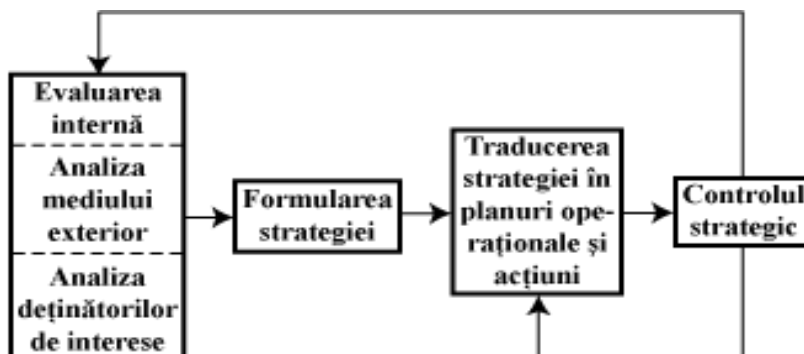 Evaluarea
internă
Analiza
mediului
exterior
Analiza
deținătorilor
de interese
Formularea
strategiei
Traducerea
strategiei în
planuri ope-
raționale și
acțiuni
Controlul
strategic